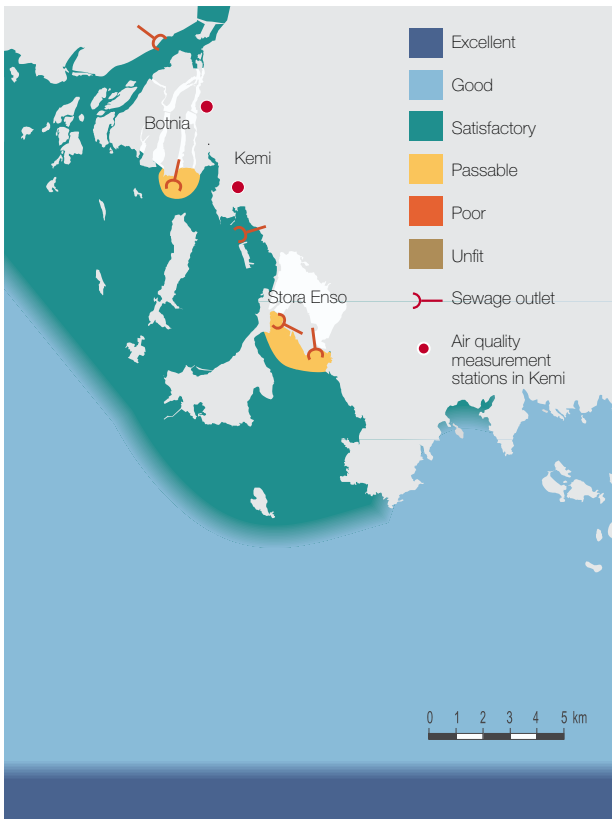 Excellent
Good
Satisfactory
Passable
Poor
Unfit
Sewage outlet
Air quality
measurement
stations in Kemi
Botnia
Kemi
Stora Enso
0 1 2 3 4 5 km